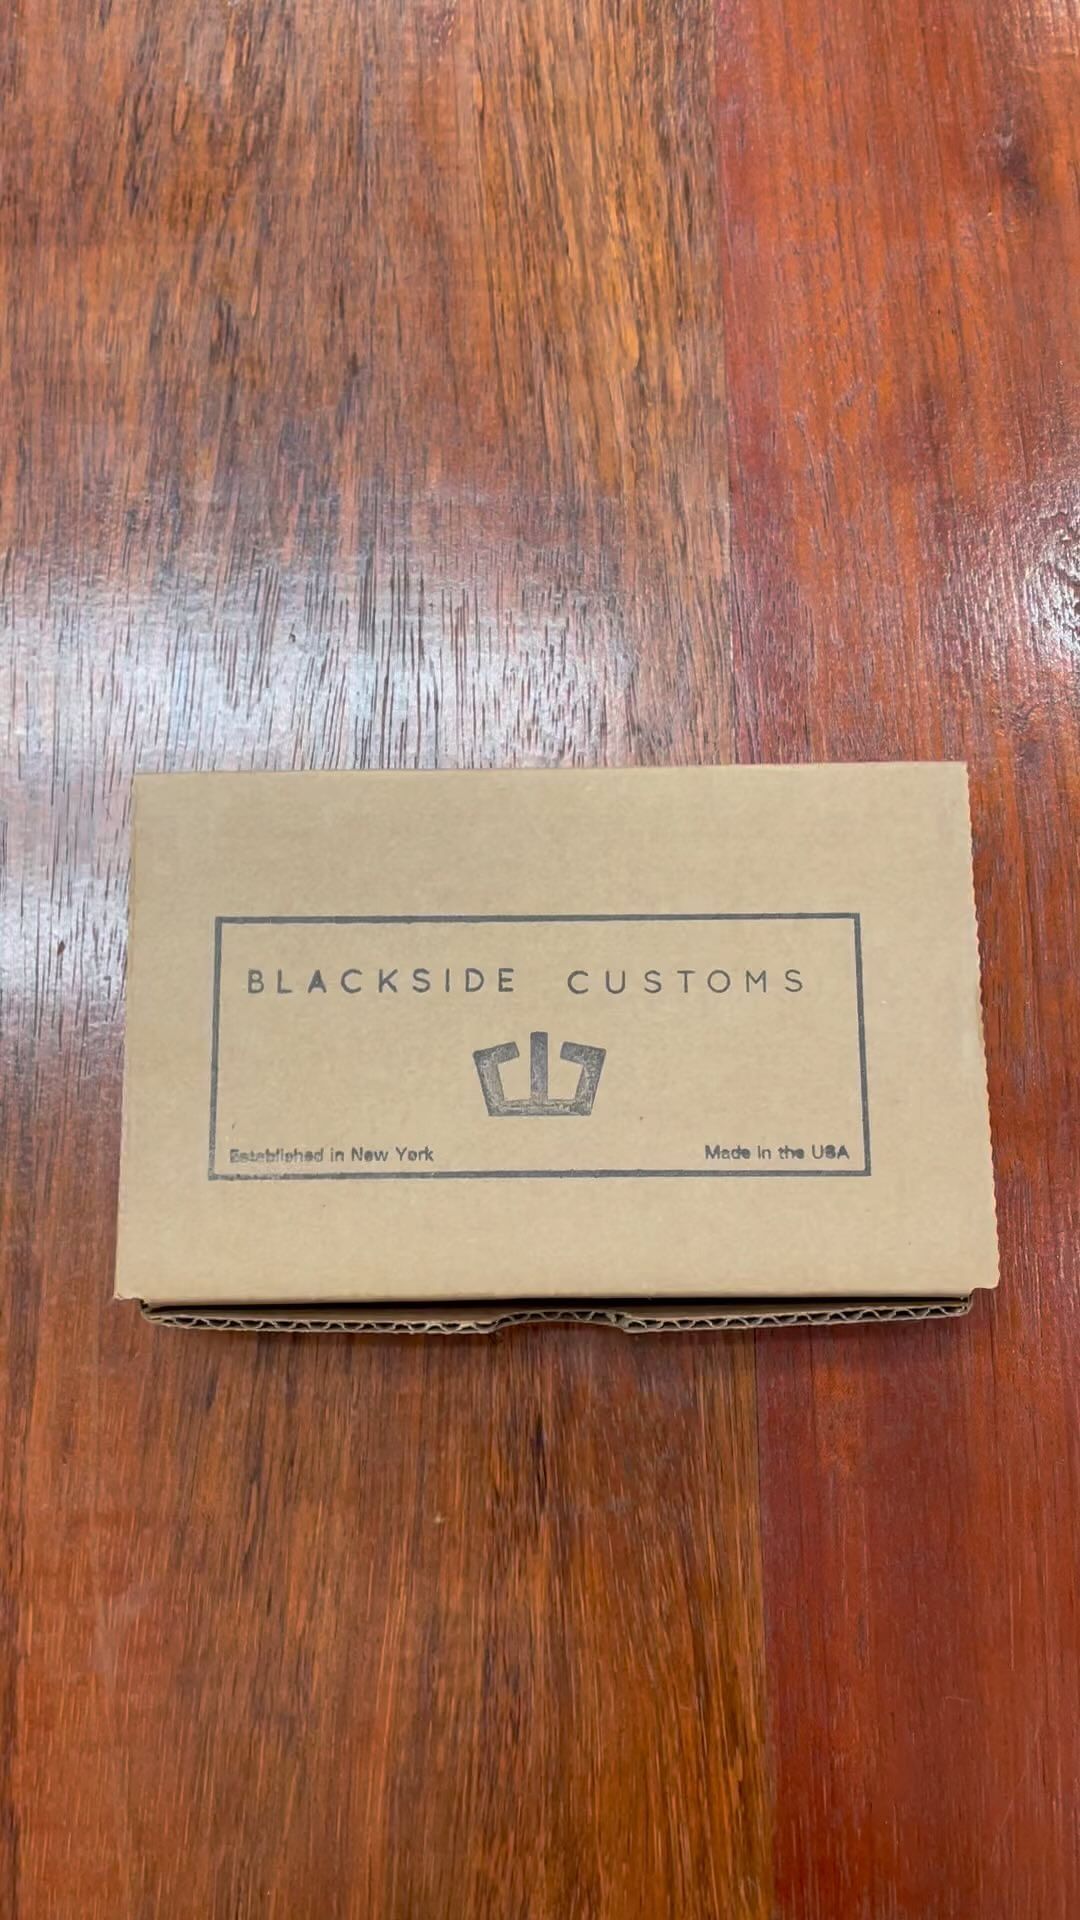 BLACKSIDE CUSTOMS
Established in New York
Made in the USA